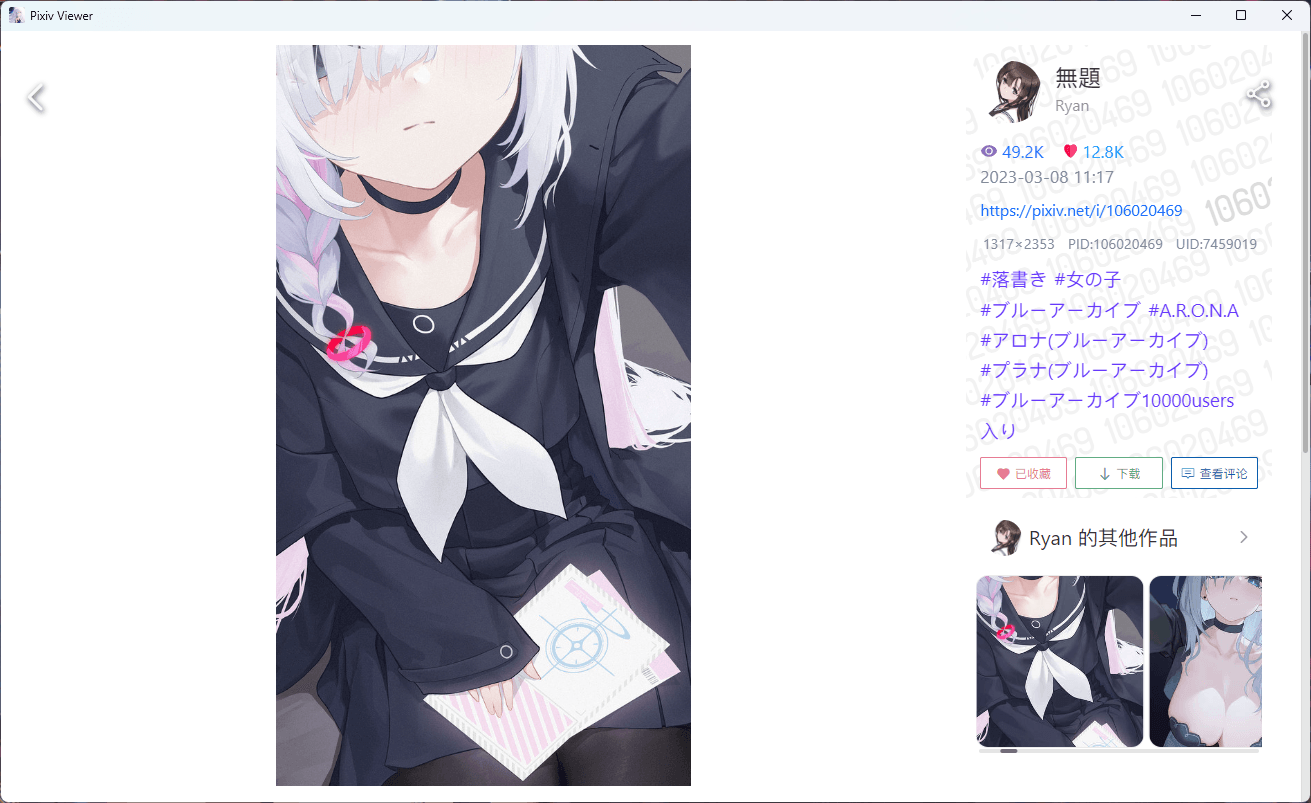 Pixiv Viewer
無題
Ryan
49.2K 12.8K
2023-03-08 11:17
https://pixiv.net/i/106020469
1317×2353 PID:106020469 UID:7459019
#落書き #女の子
#ブルーアーカイブ #A.R.O.N.A
#アロナ(ブルーアーカイブ)
#プラナ(ブルーアーカイブ)
#ブルーアーカイブ10000users
入り
已收藏 下载 查看评论
Ryan 的其他作品